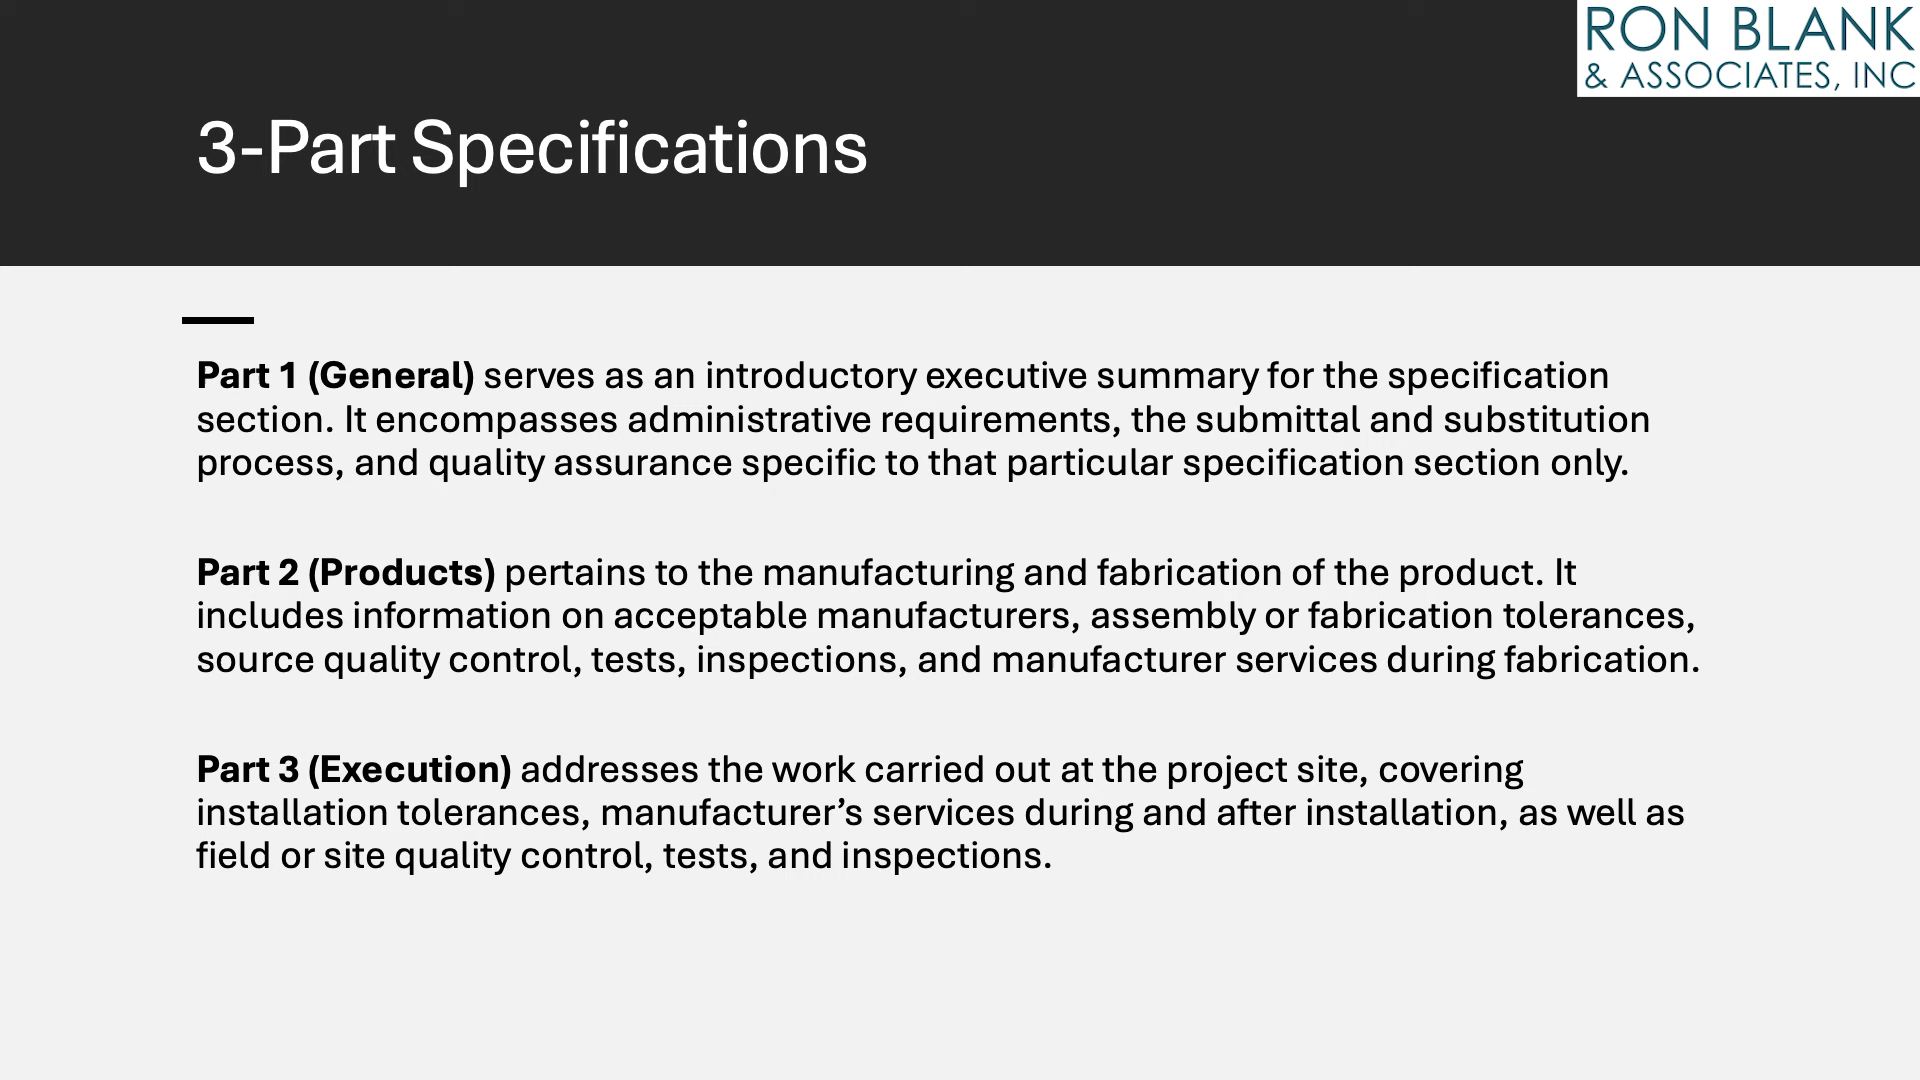 RON BLANK
& ASSOCIATES, INC
3-Part Specifications
Part 1 (General) serves as an introductory executive summary for the specification
section. It encompasses administrative requirements, the submittal and substitution
process, and quality assurance specific to that particular specification section only.
Part 2 (Products) pertains to the manufacturing and fabrication of the product. It
includes information on acceptable manufacturers, assembly or fabrication tolerances,
source quality control, tests, inspections, and manufacturer services during fabrication.
Part 3 (Execution) addresses the work carried out at the project site, covering
installation tolerances, manufacturer’s services during and after installation, as well as
field or site quality control, tests, and inspections.